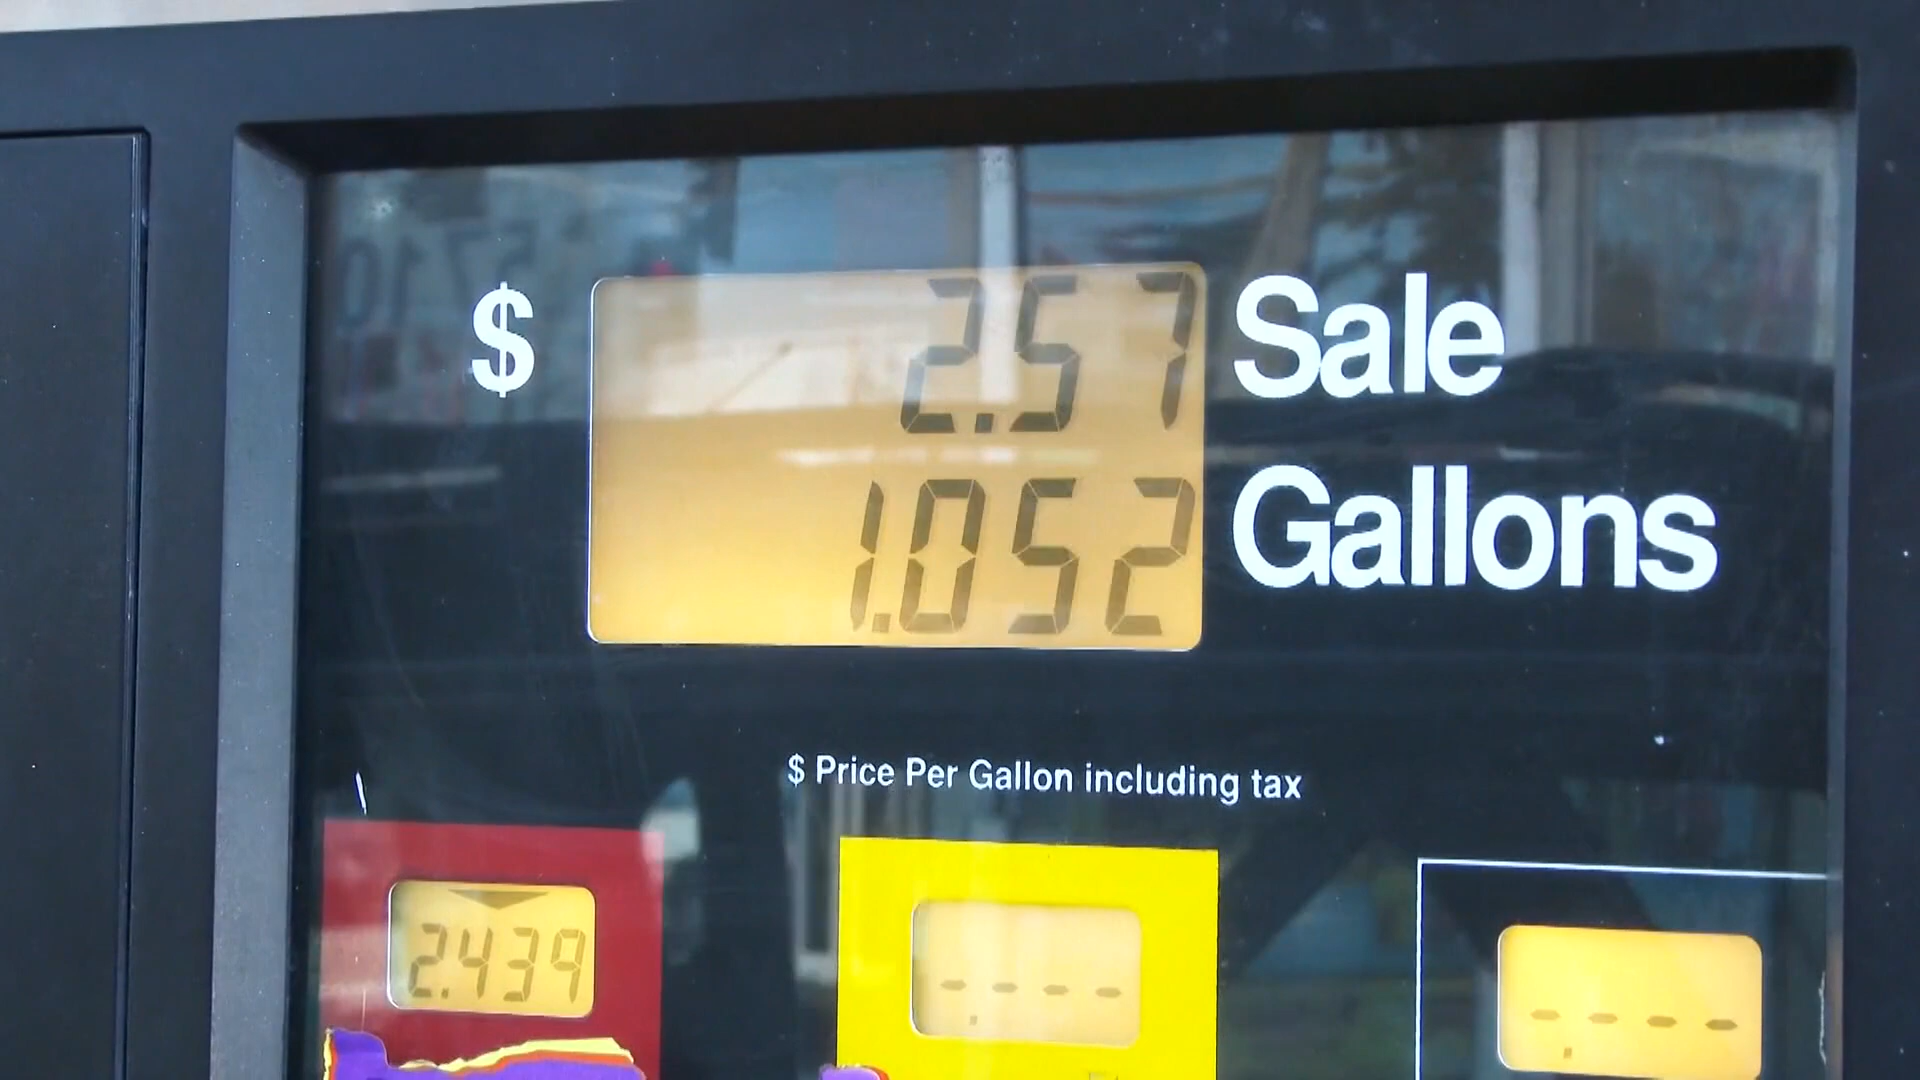 $ 2.57 Sale
1.052 Gallons
$ Price Per Gallon including tax
2.439
-.---
-.---